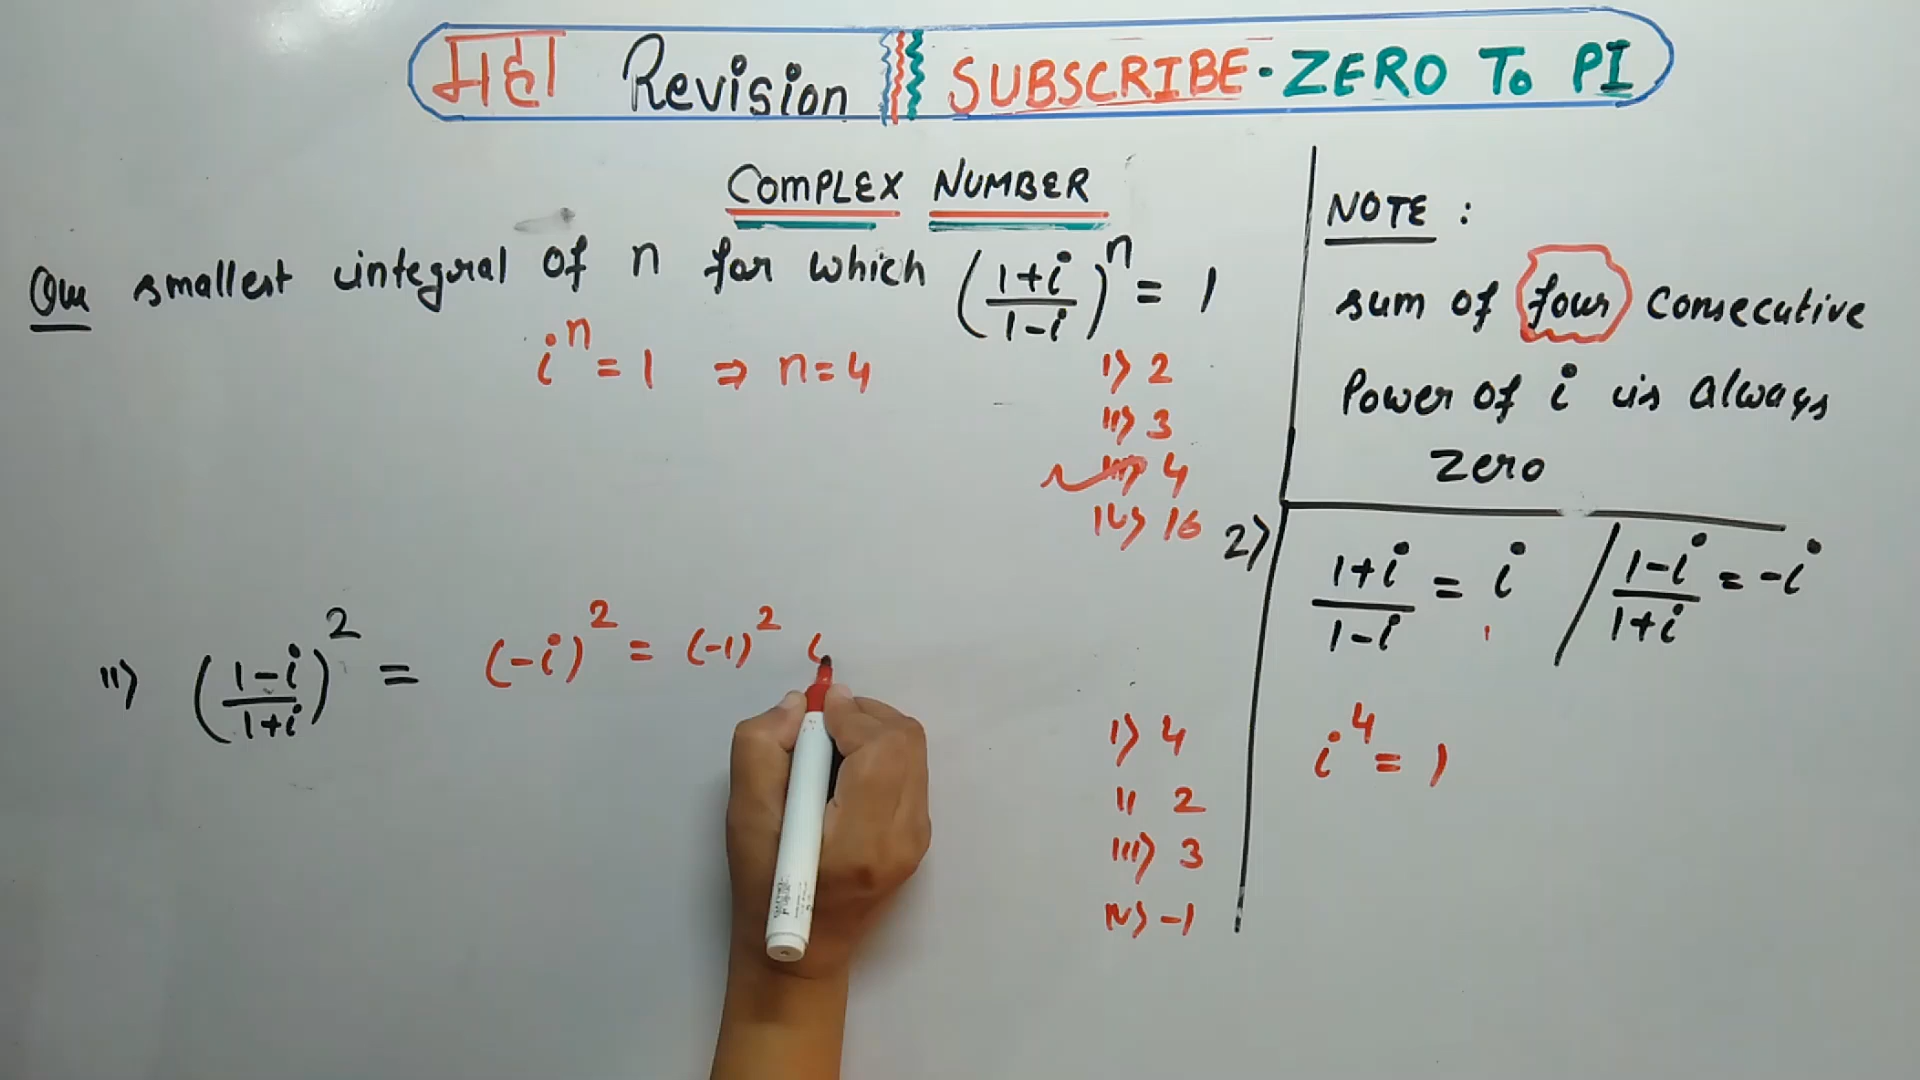 महा Revision SUBSCRIBE - ZERO TO PI
COMPLEX NUMBER
Que smallest integral of n for which ((1+i)/(1-i))^n = 1
i^n = 1 ⇒ n = 4
i) 2
ii) 3
iii) 4
iv) 16
ii) ((1-i)/(1+i))^2 = (-i)^2 = (-1)^2 (
i) 4
ii 2
iii) 3
iv) -1
NOTE :
sum of four consecutive
Power of i is always
zero
2) (1+i)/(1-i) = i / (1-i)/(1+i) = -i
i^4 = 1